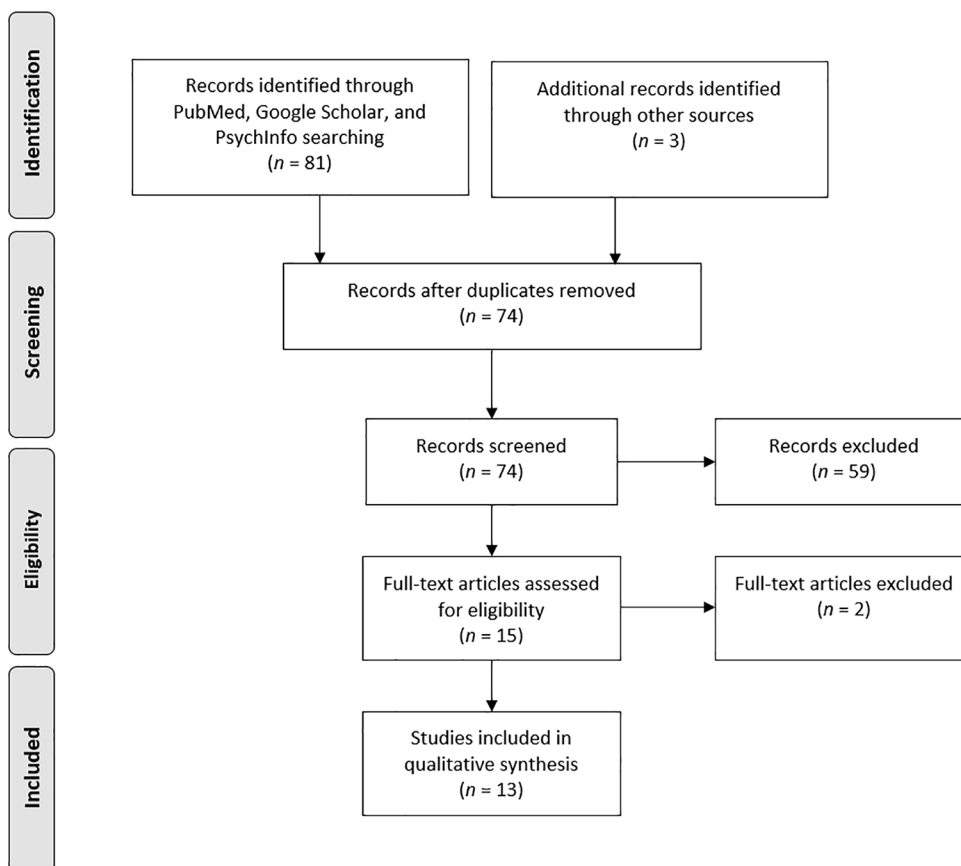 Identification
Records identified through
PubMed, Google Scholar, and
PsychInfo searching
(n = 81)
Additional records identified
through other sources
(n = 3)
Screening
Records after duplicates removed
(n = 74)
Records screened
(n = 74)
Records excluded
(n = 59)
Eligibility
Full-text articles assessed
for eligibility
(n = 15)
Full-text articles excluded
(n = 2)
Included
Studies included in
qualitative synthesis
(n = 13)